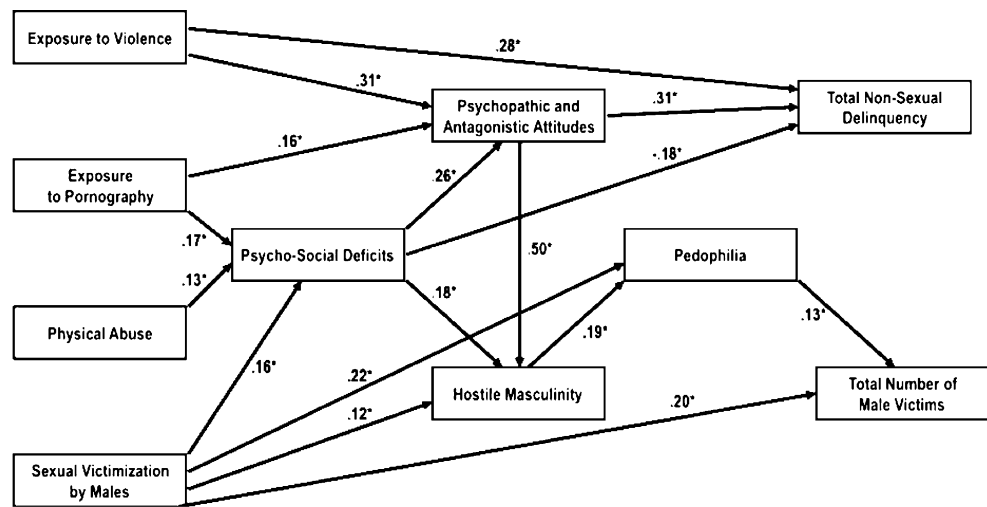 Exposure to Violence
.28*
.31*
Psychopathic and
Antagonistic Attitudes
.31*
Total Non-Sexual
Delinquency
.16*
-.18*
Exposure
to Pornography
.26*
.17*
Psycho-Social Deficits
.50*
Pedophilia
.13*
.18*
Physical Abuse
.19*
.13*
.16*
.22*
Hostile Masculinity
Total Number of
Male Victims
.12*
.20*
Sexual Victimization
by Males